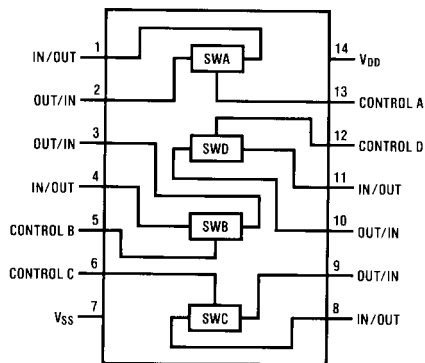 1
IN/OUT
2
OUT/IN
3
OUT/IN
4
IN/OUT
5
CONTROL B
6
CONTROL C
7
VSS
SWA
SWD
SWB
SWC
14
VDD
13
CONTROL A
12
CONTROL D
11
IN/OUT
10
OUT/IN
9
OUT/IN
8
IN/OUT